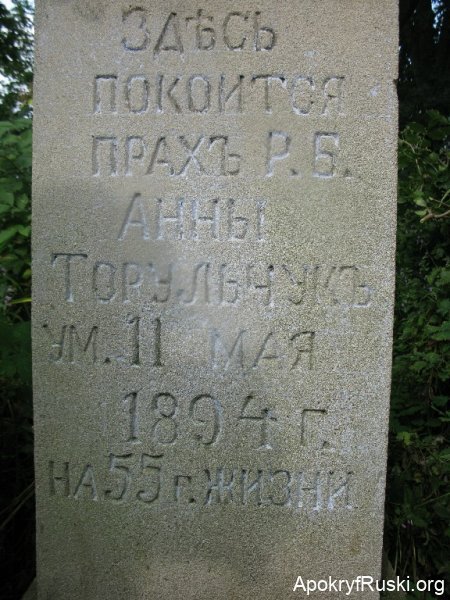 ЗДѢСЬ
ПОКОИТСЯ
ПРАХЪ Р. Б.
АННЫ
ТОРУЛЬЧУКЪ
УМ. 11 МАЯ
1894 Г.
НА 55 Г. ЖИЗНИ
ApokryfRuski.org